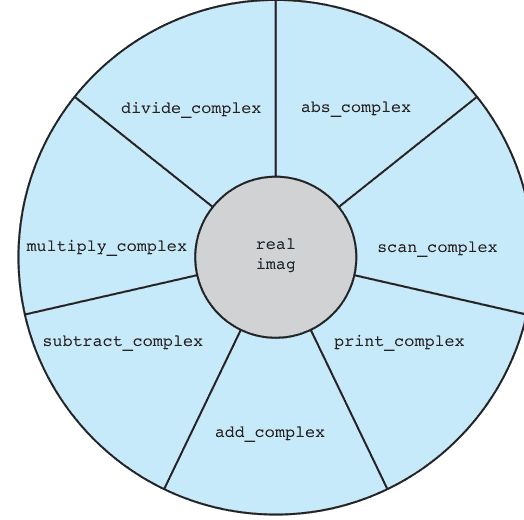 divide_complex
abs_complex
multiply_complex
real
imag
scan_complex
subtract_complex
print_complex
add_complex